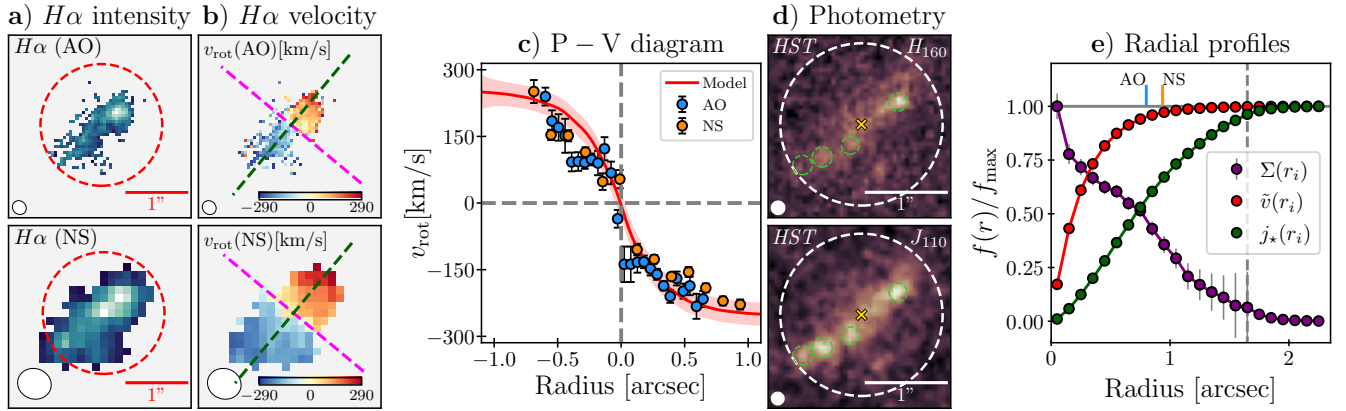 a) Hα intensity
Hα (AO)
1”
Hα (NS)
1”
b) Hα velocity
v_rot(AO)[km/s]
−290 0 290
v_rot(NS)[km/s]
−290 0 290
c) P − V diagram
300
150
0
−150
−300
v_rot[km/s]
Model
AO
NS
−1.0 −0.5 0.0 0.5 1.0
Radius [arcsec]
d) Photometry
HST H₁₆₀
1”
HST J₁₁₀
1”
e) Radial profiles
AO NS
1.00
0.75
0.50
0.25
0.00
f(r)/f_max
Σ(r_i)
ṽ(r_i)
j_⋆(r_i)
0 1 2
Radius [arcsec]